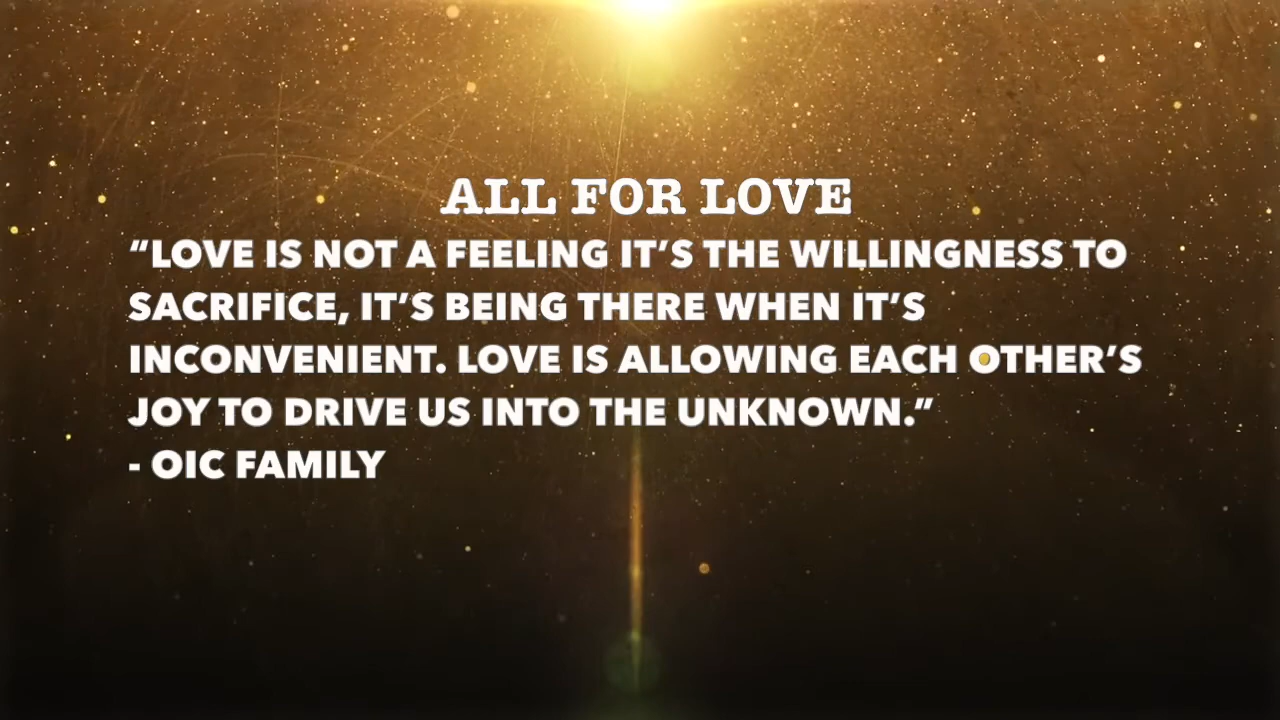 ALL FOR LOVE
“LOVE IS NOT A FEELING IT’S THE WILLINGNESS TO
SACRIFICE, IT’S BEING THERE WHEN IT’S
INCONVENIENT. LOVE IS ALLOWING EACH OTHER’S
JOY TO DRIVE US INTO THE UNKNOWN.”
- OIC FAMILY